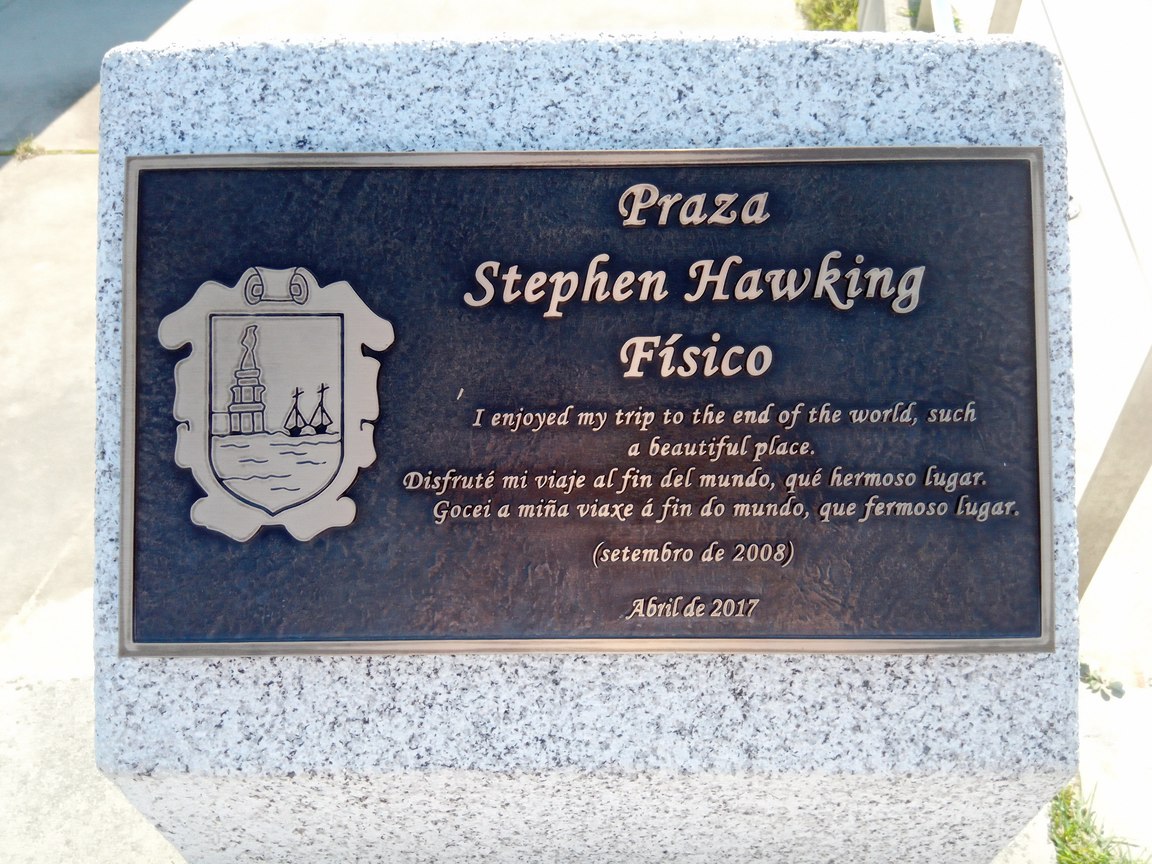 Praza
Stephen Hawking
Físico
I enjoyed my trip to the end of the world, such
a beautiful place.
Disfruté mi viaje al fin del mundo, qué hermoso lugar.
Gocei a miña viaxe á fin do mundo, que fermoso lugar.
(setembro de 2008)
Abril de 2017